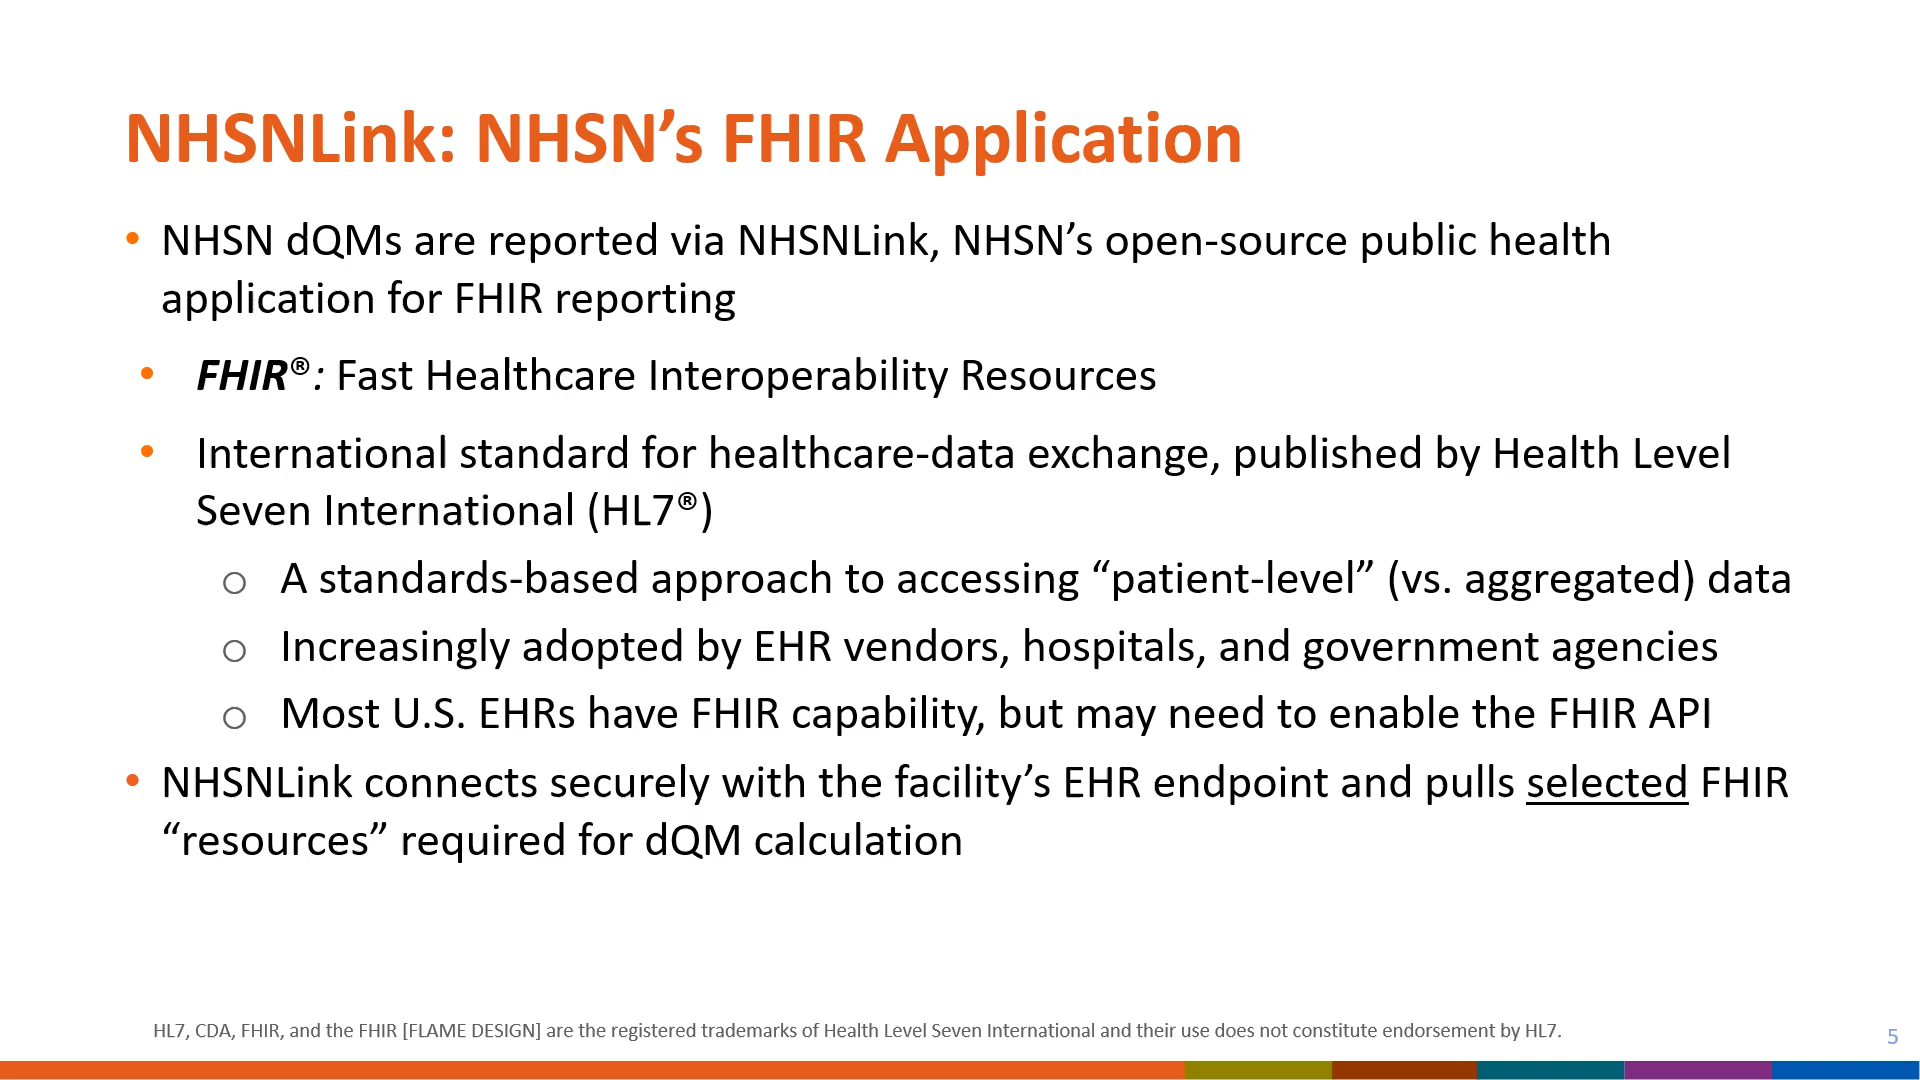 NHSNLink: NHSN’s FHIR Application
• NHSN dQMs are reported via NHSNLink, NHSN’s open-source public health
application for FHIR reporting
• FHIR®: Fast Healthcare Interoperability Resources
• International standard for healthcare-data exchange, published by Health Level
Seven International (HL7®)
o A standards-based approach to accessing “patient-level” (vs. aggregated) data
o Increasingly adopted by EHR vendors, hospitals, and government agencies
o Most U.S. EHRs have FHIR capability, but may need to enable the FHIR API
• NHSNLink connects securely with the facility’s EHR endpoint and pulls selected FHIR
“resources” required for dQM calculation
HL7, CDA, FHIR, and the FHIR [FLAME DESIGN] are the registered trademarks of Health Level Seven International and their use does not constitute endorsement by HL7.
5